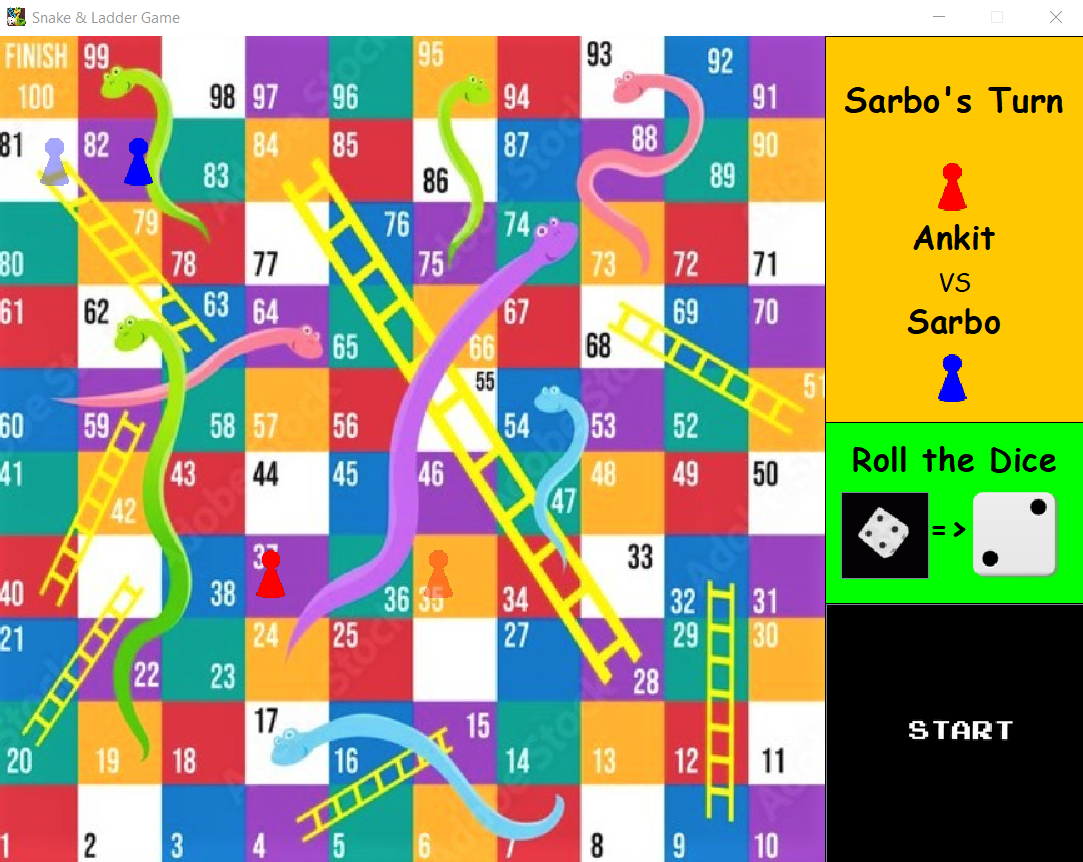 Snake & Ladder Game
FINISH
100 99 98 97 96 95 94 93 92 91
81 82 83 84 85 86 87 88 89 90
80 79 78 77 76 75 74 73 72 71
61 62 63 64 65 66 67 68 69 70
60 59 58 57 56 55 54 53 52 51
41 42 43 44 45 46 47 48 49 50
40 38 37 36 35 34 33 32 31
21 22 23 24 25 27 28 29 30
20 19 18 17 16 15 14 13 12 11
1 2 3 4 5 6 7 8 9 10
Sarbo's Turn
Ankit
VS
Sarbo
Roll the Dice
=>
START